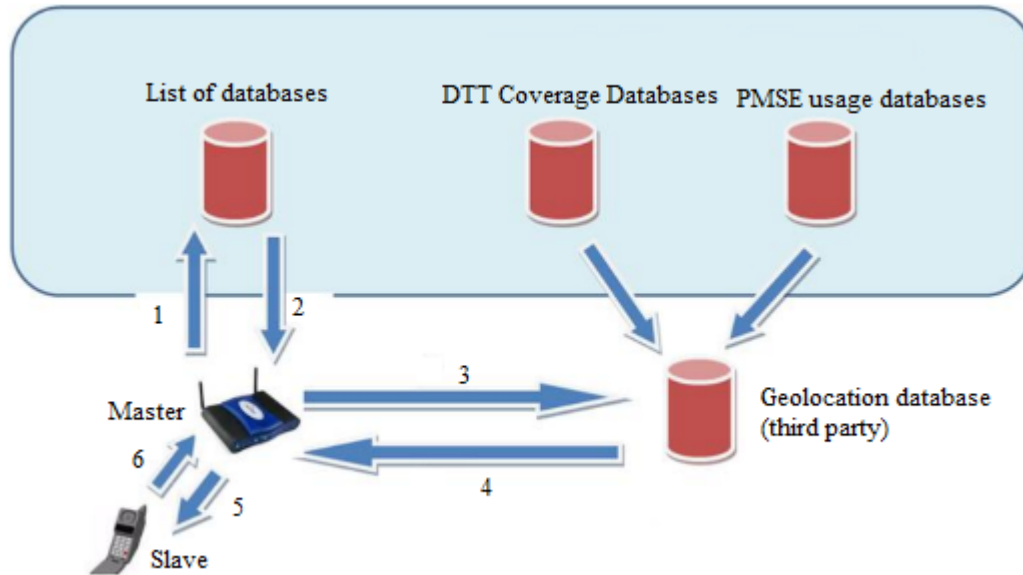 List of databases
DTT Coverage Databases
PMSE usage databases
1
2
3
Master
Geolocation database
(third party)
6
4
5
Slave